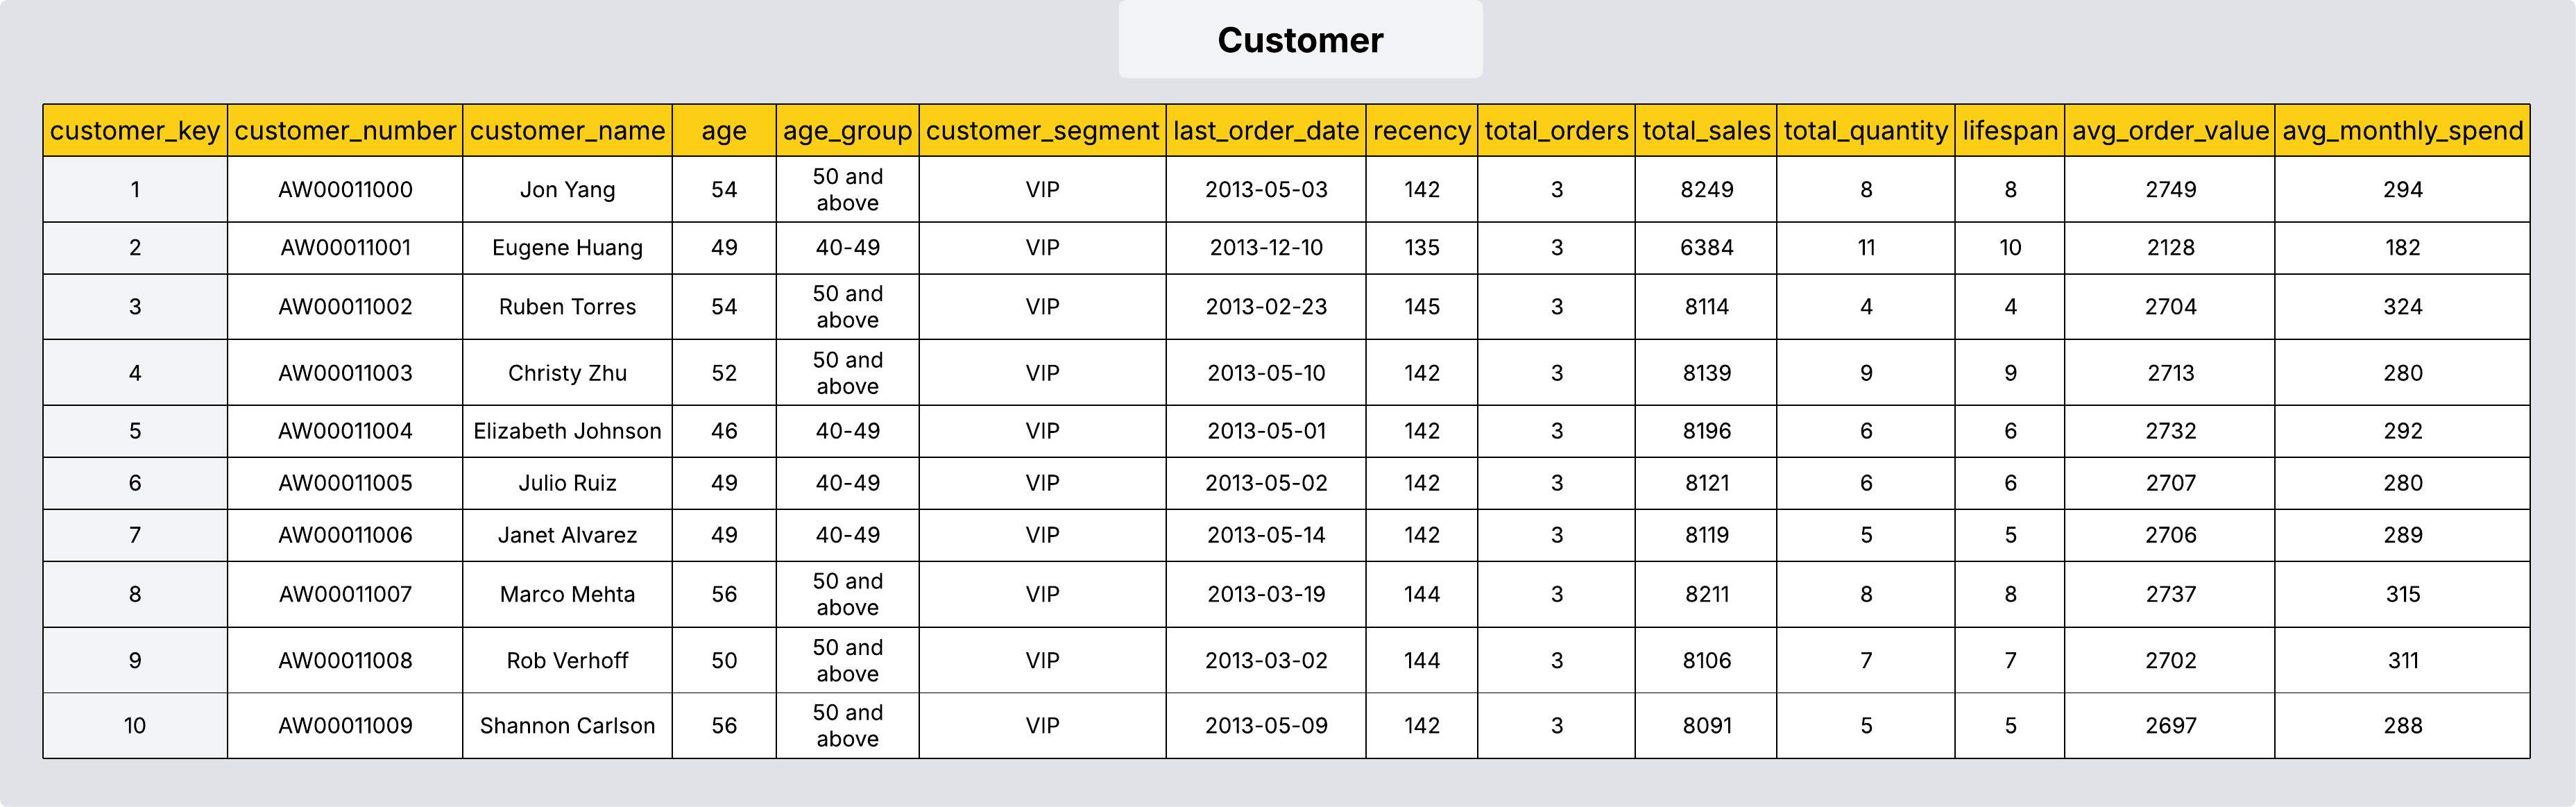 Customer
customer_key customer_number customer_name age age_group customer_segment last_order_date recency total_orders total_sales total_quantity lifespan avg_order_value avg_monthly_spend
1 AW00011000 Jon Yang 54 50 and above VIP 2013-05-03 142 3 8249 8 8 2749 294
2 AW00011001 Eugene Huang 49 40-49 VIP 2013-12-10 135 3 6384 11 10 2128 182
3 AW00011002 Ruben Torres 54 50 and above VIP 2013-02-23 145 3 8114 4 4 2704 324
4 AW00011003 Christy Zhu 52 50 and above VIP 2013-05-10 142 3 8139 9 9 2713 280
5 AW00011004 Elizabeth Johnson 46 40-49 VIP 2013-05-01 142 3 8196 6 6 2732 292
6 AW00011005 Julio Ruiz 49 40-49 VIP 2013-05-02 142 3 8121 6 6 2707 280
7 AW00011006 Janet Alvarez 49 40-49 VIP 2013-05-14 142 3 8119 5 5 2706 289
8 AW00011007 Marco Mehta 56 50 and above VIP 2013-03-19 144 3 8211 8 8 2737 315
9 AW00011008 Rob Verhoff 50 50 and above VIP 2013-03-02 144 3 8106 7 7 2702 311
10 AW00011009 Shannon Carlson 56 50 and above VIP 2013-05-09 142 3 8091 5 5 2697 288